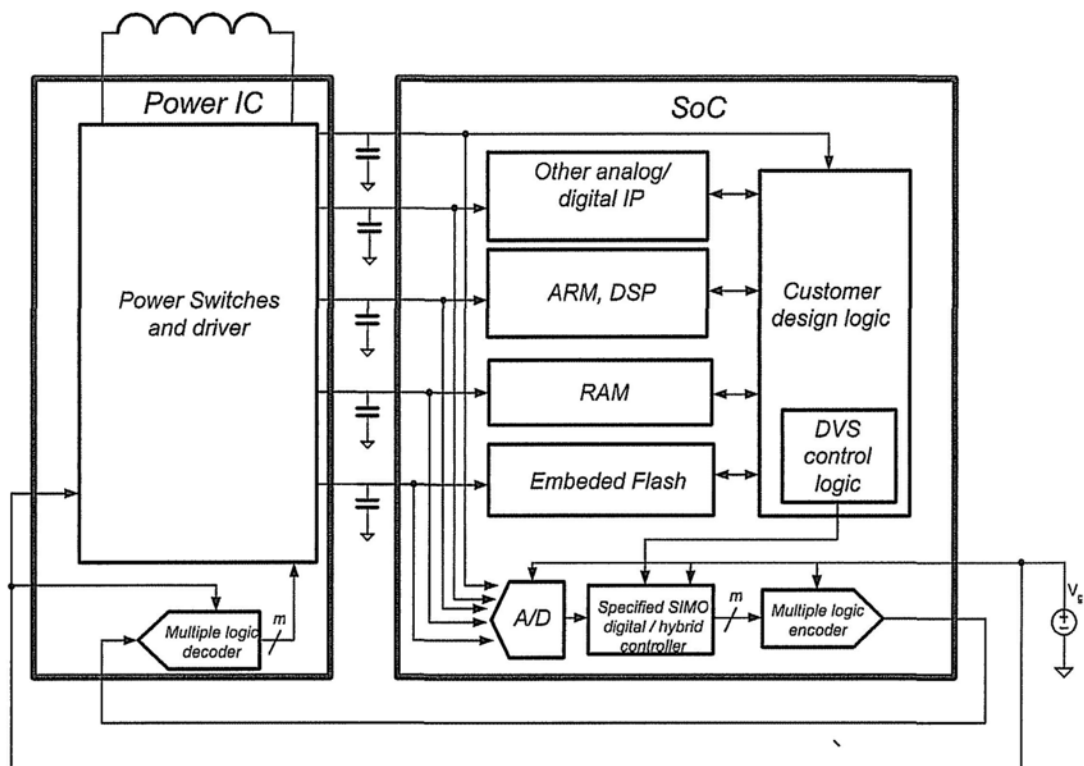 Power IC
SoC
Other analog/
digital IP
Power Switches
and driver
ARM, DSP
Customer
design logic
RAM
DVS
control
logic
Embeded Flash
Multiple logic
decoder
m
A/D
Specified SIMO
digital / hybrid
controller
m
Multiple logic
encoder
Vg